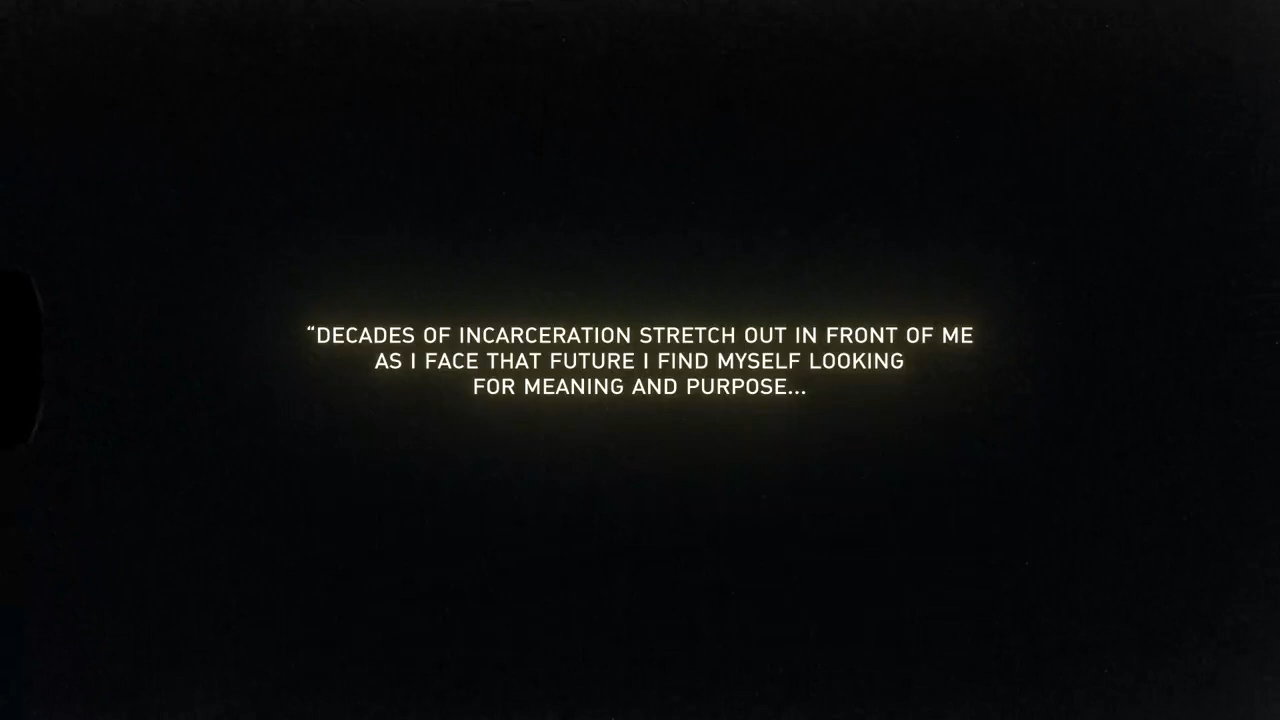 “DECADES OF INCARCERATION STRETCH OUT IN FRONT OF ME
AS I FACE THAT FUTURE I FIND MYSELF LOOKING
FOR MEANING AND PURPOSE...